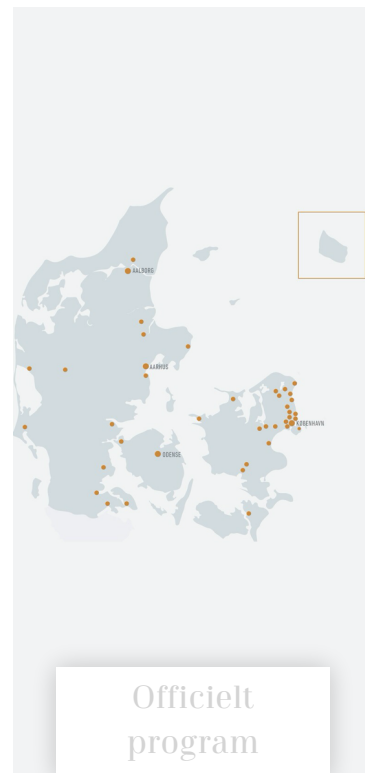 AALBORG
AARHUS
KØBENHAVN
ODENSE
Officielt
program